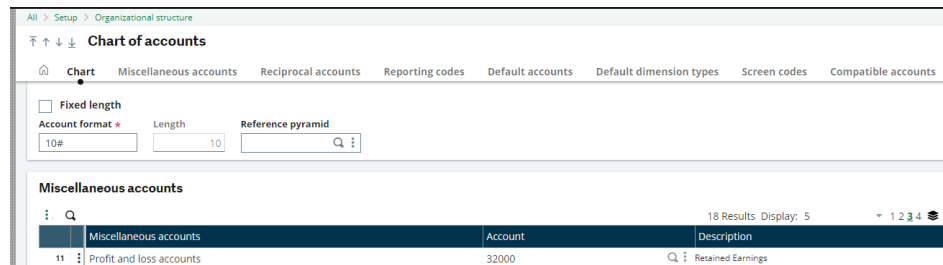 All > Setup > Organizational structure
Chart of accounts
Chart Miscellaneous accounts Reciprocal accounts Reporting codes Default accounts Default dimension types Screen codes Compatible accounts
Fixed length
Account format * Length Reference pyramid
10# 10
Miscellaneous accounts
18 Results Display: 5 1 2 3 4
Miscellaneous accounts Account Description
11 Profit and loss accounts 32000 Retained Earnings